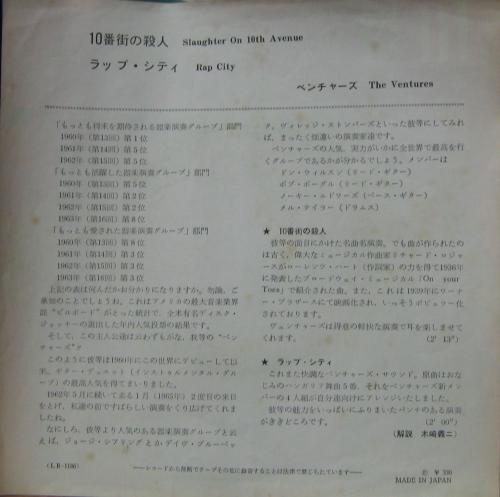 10番街の殺人 Slaughter On 10th Avenue
ラップ・シティ Rap City
ベンチャーズ The Ventures
「もっとも将来を期待される器楽演奏グループ」部門
1960年(第13回)第1位
1961年(第14回)第5位
1962年(第15回)第5位
「もっとも活躍した器楽演奏グループ」部門
1960年(第13回)第5位
1961年(第14回)第2位
1962年(第15回)第2位
1963年(第16回)第8位
「もっとも愛された器楽演奏グループ」部門
1960年(第13回)第8位
1961年(第14回)第3位
1962年(第15回)第3位
1963年(第16回)第3位
上記の表は何んだかお分かりになりますか。勿論、ご
承知のことでしょうね。これはアメリカの最大音楽業界
誌“ビルボード”がとった統計で、全米有名ディスク・
ジャッキーの選出した年内人気投票の結果です。
そして、この主人公達は云わずもがな、我等の“ベン
チャーズ”?
このように彼等は1960年にこの世界にデビューして以
来、ギター・デュエット(インストゥルメンタル・グル
ープ)の最高人気を得てまいりました。
1962年5月に続いて去る1月(1965年)2度目の来日
をとげ、私達の前ですばらしい演奏をくり広げてくれま
したね。
なにしろ、彼等より人気のある器楽演奏グループと云
えば、ジョージ・シアリングとかデイヴ・ブルーベッ
ク、ヴィレッジ・ストンパーズといった彼等にしてみれ
ば、まったく畑違いの演奏家達です。
ベンチャーズの人気、実力がいかに全世界で最高を行
くグループであるかが分かるでしょう。メンバーは
ドン・ウィルスン(リード・ギター)
ボブ・ボーグル(リード・ギター)
ノーキー・エドワーズ(ベース・ギター)
メル・テイラー(ドラムス)
★ 10番街の殺人
彼等の面目にかけた名曲名演奏。でも曲が作られたの
は古く、偉大なミュージカル作曲家リチャード・ロジャ
ースがローレンツ・ハート(作詞家)の力を得て1936年
に発表したブロードウェイ・ミュージカル「On your
Toes」で紹介された曲。また、これは1939年にワーナ
ー・ブラザースにて映画化され、いっそうポピュラー化
されております。
ヴェンチャーズは得意の軽快な演奏で耳を楽しませて
くれます。 (2′13″)
★ ラップ・シティ
これまた快調なベンチャーズ・サウンド。原曲はおな
じみのハンガリア舞曲5番。それをベンチャーズ新メン
バーの4人組が自分達向けにアレンジいたしました。
彼等の魅力をいっぱいにふりまいたパンチのある演奏
がききどころです。 (2′00″)
(解説 木崎義二)
(LR-1186)
──レコードから無断でテープその他に録音することは法律で禁じられています──
¥330
MADE IN JAPAN